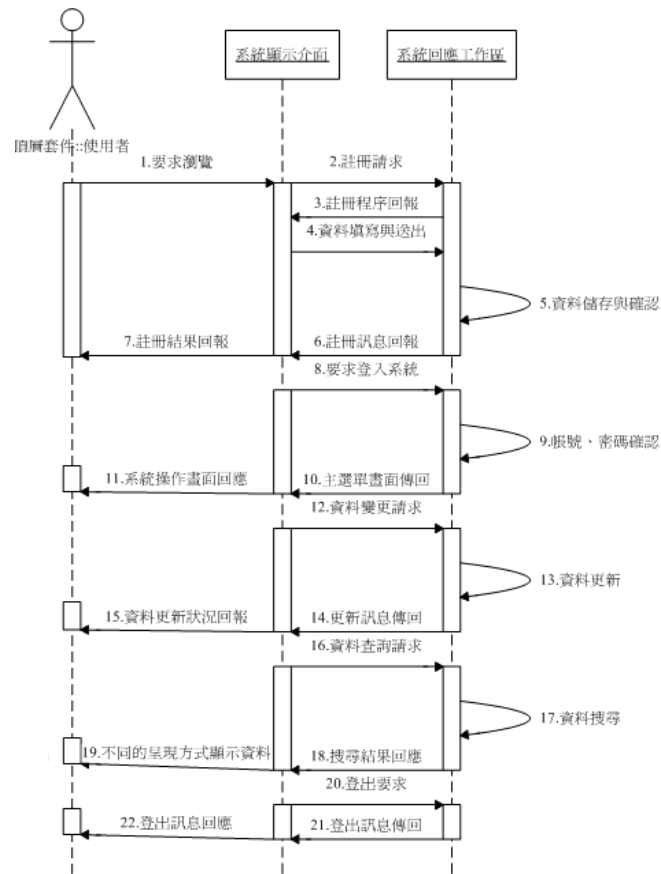 系統顯示介面
系統回應工作區
頂層套件::使用者
1.要求瀏覽
2.註冊請求
3.註冊程序回報
4.資料填寫與送出
5.資料儲存與確認
6.註冊訊息回報
7.註冊結果回報
8.要求登入系統
9.帳號、密碼確認
10.主選單畫面傳回
11.系統操作畫面回應
12.資料變更請求
13.資料更新
14.更新訊息傳回
15.資料更新狀況回報
16.資料查詢請求
17.資料搜尋
18.搜尋結果回應
19.不同的呈現方式顯示資料
20.登出要求
21.登出訊息傳回
22.登出訊息回應